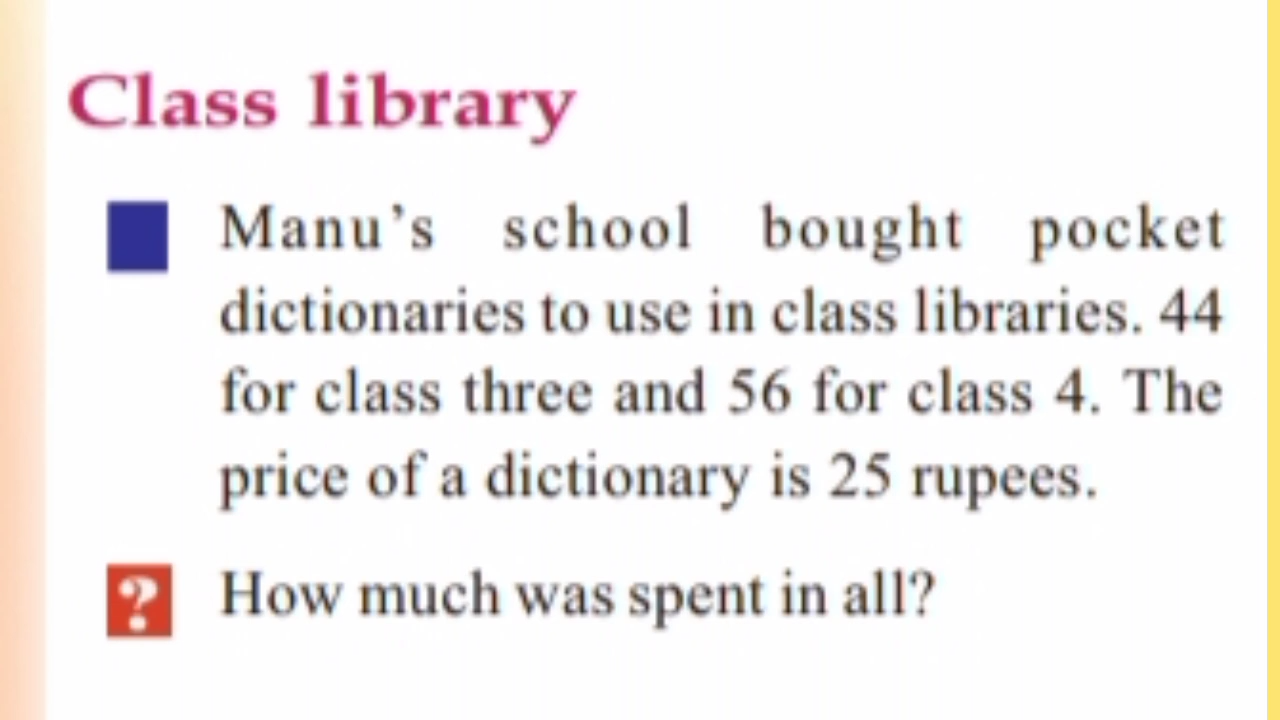 Class library
Manu's school bought pocket
dictionaries to use in class libraries. 44
for class three and 56 for class 4. The
price of a dictionary is 25 rupees.
? How much was spent in all?